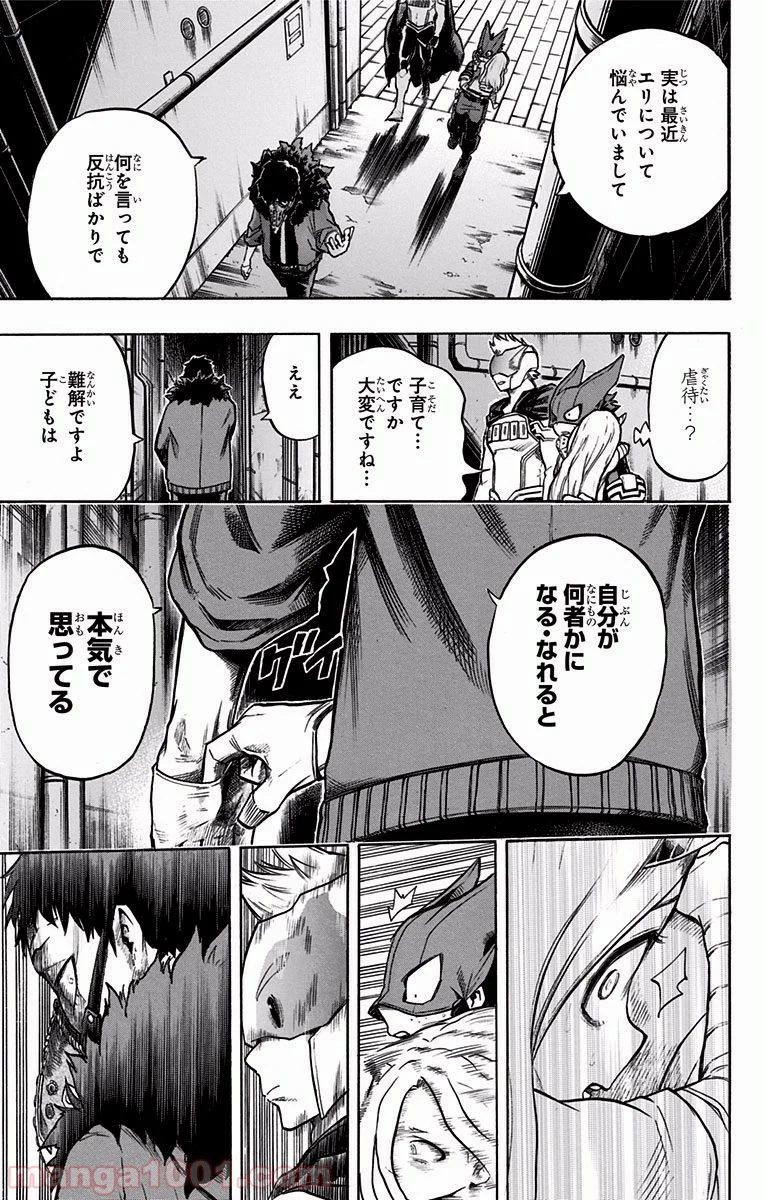 実は最近
エリについて
悩んでいまして
何を言っても
反抗ばかりで
虐待…?
子育て…
ですか
大変ですね…
ええ
難解ですよ
子どもは
自分が
何者かに
なる・なれると
グイ
本気で
思ってる
manga1001.com